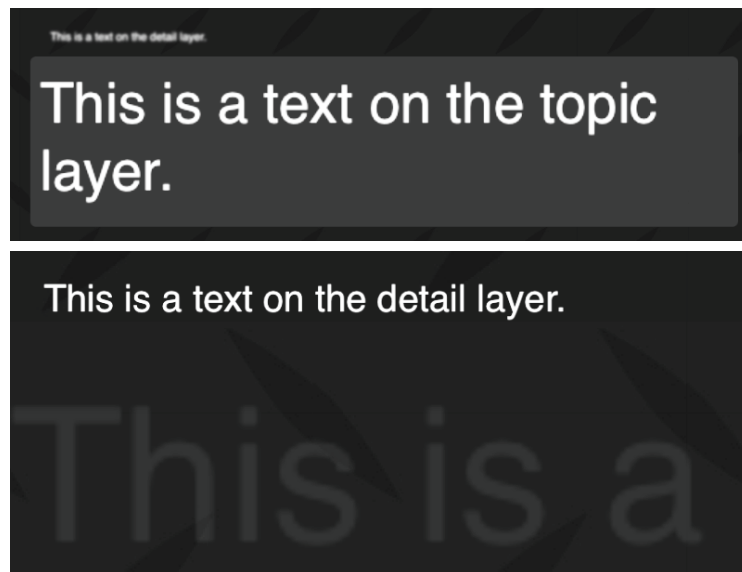 This is a text on the detail layer.
This is a text on the topic
layer.
This is a text on the detail layer.
This is a